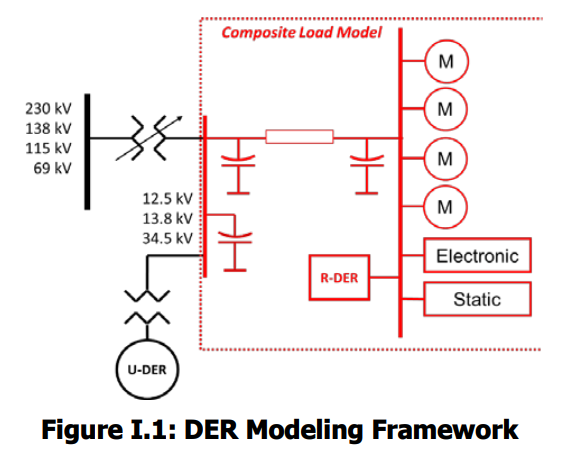 Composite Load Model
230 kV
138 kV
115 kV
69 kV
M
M
M
M
12.5 kV
13.8 kV
34.5 kV
Electronic
R-DER
Static
U-DER
Figure I.1: DER Modeling Framework